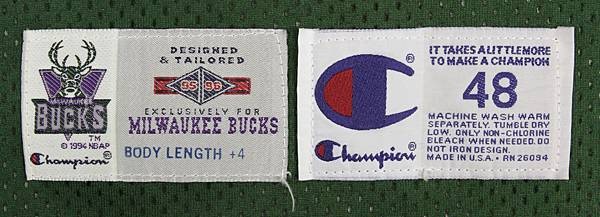 MILWAUKEE
BUCKS
TM
© 1994 NBAP
Champion®
DESIGNED
& TAILORED
95 96
EXCLUSIVELY FOR
MILWAUKEE BUCKS
BODY LENGTH +4
®
Champion®
IT TAKES A LITTLE MORE
TO MAKE A CHAMPION
48
MACHINE WASH WARM
SEPARATELY. TUMBLE DRY
LOW. ONLY NON-CHLORINE
BLEACH WHEN NEEDED. DO
NOT IRON DESIGN.
MADE IN U.S.A. • RN 26094